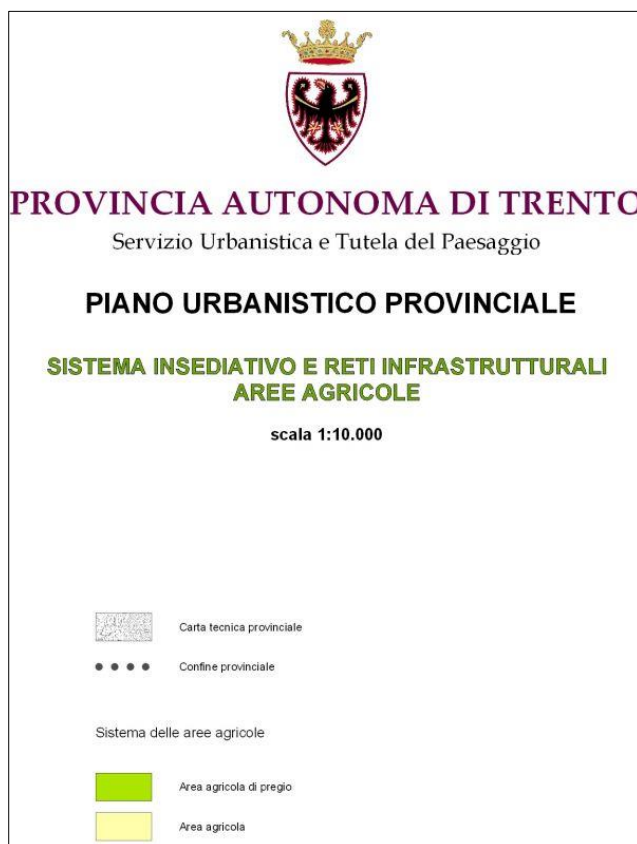 PROVINCIA AUTONOMA DI TRENTO
Servizio Urbanistica e Tutela del Paesaggio
PIANO URBANISTICO PROVINCIALE
SISTEMA INSEDIATIVO E RETI INFRASTRUTTURALI
AREE AGRICOLE
scala 1:10.000
Carta tecnica provinciale
Confine provinciale
Sistema delle aree agricole
Area agricola di pregio
Area agricola